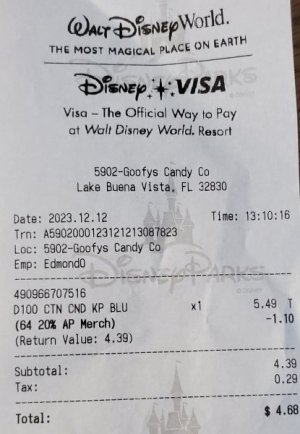 WALT DISNEY World.
THE MOST MAGICAL PLACE ON EARTH
DISNEY VISA
Visa – The Official Way to Pay
at Walt Disney World. Resort
5902-Goofys Candy Co
Lake Buena Vista, FL 32830
Date: 2023.12.12 Time: 13:10:16
Trn: A5902000123121213087823
Loc: 5902-Goofys Candy Co
Emp: EdmondO
490966707516
D100 CTN CND KP BLU x1 5.49 T
(64 20% AP Merch) -1.10
(Return Value: 4.39)
Subtotal: 4.39
Tax: 0.29
Total: $ 4.68
DISNEY PARKS